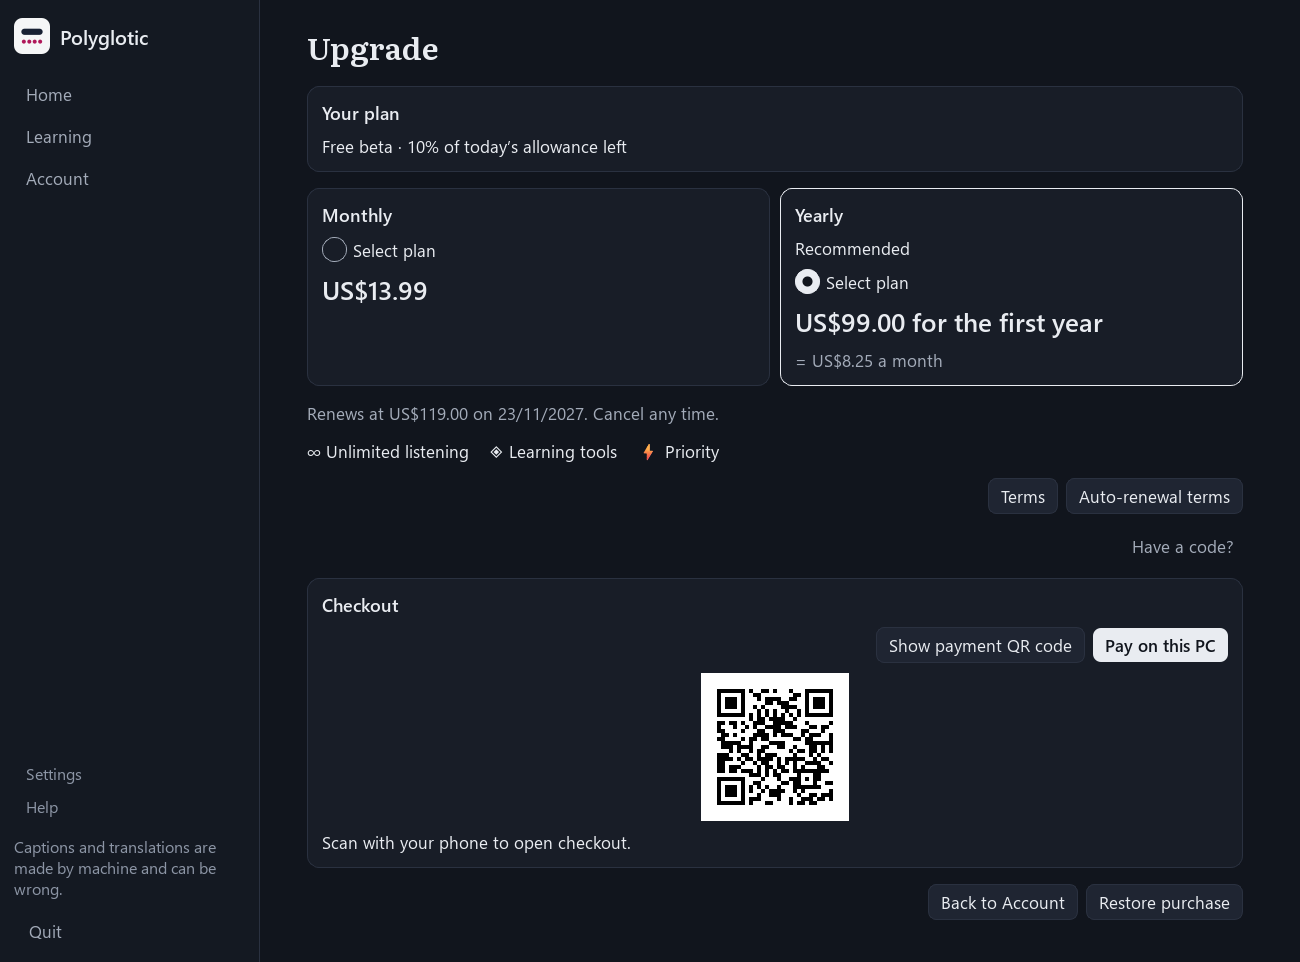 Polyglotic
Home
Learning
Account
Settings
Help
Captions and translations are
made by machine and can be
wrong.
Quit
Upgrade
Your plan
Free beta · 10% of today’s allowance left
Monthly
Select plan
US$13.99
Yearly
Recommended
Select plan
US$99.00 for the first year
= US$8.25 a month
Renews at US$119.00 on 23/11/2027. Cancel any time.
∞ Unlimited listening
Learning tools
Priority
Terms
Auto-renewal terms
Have a code?
Checkout
Show payment QR code
Pay on this PC
Scan with your phone to open checkout.
Back to Account
Restore purchase